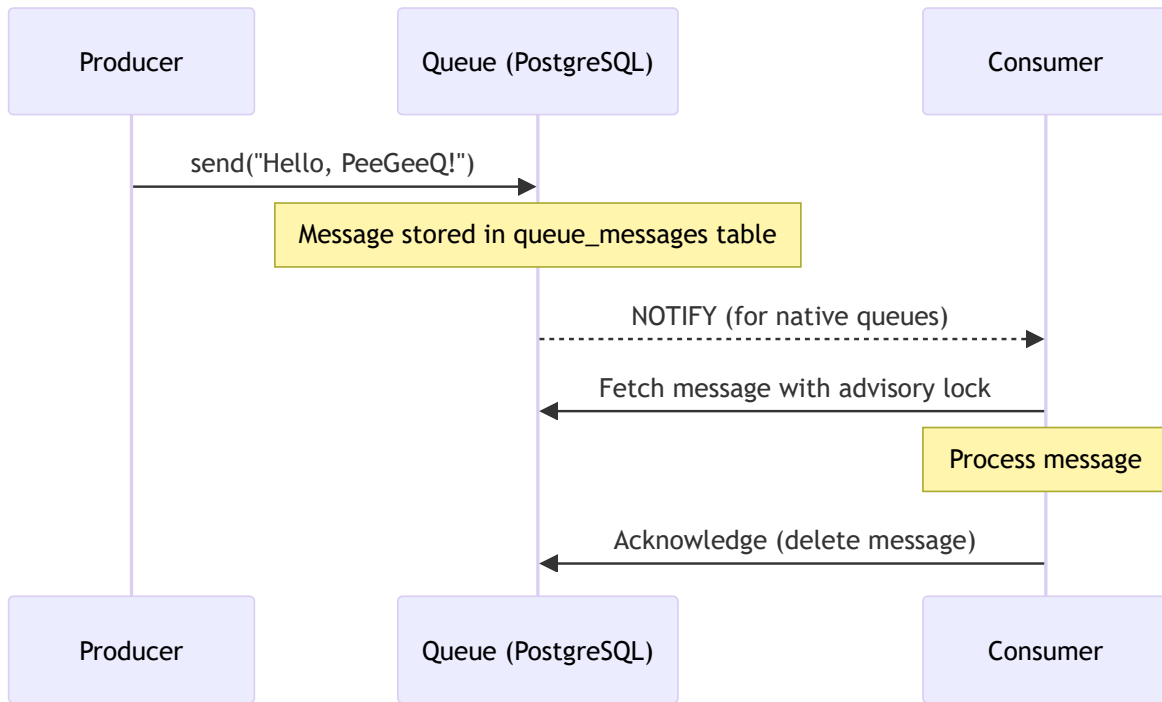 Producer
Queue (PostgreSQL)
Consumer
send("Hello, PeeGeeQ!")
Message stored in queue_messages table
NOTIFY (for native queues)
Fetch message with advisory lock
Process message
Acknowledge (delete message)
Producer
Queue (PostgreSQL)
Consumer